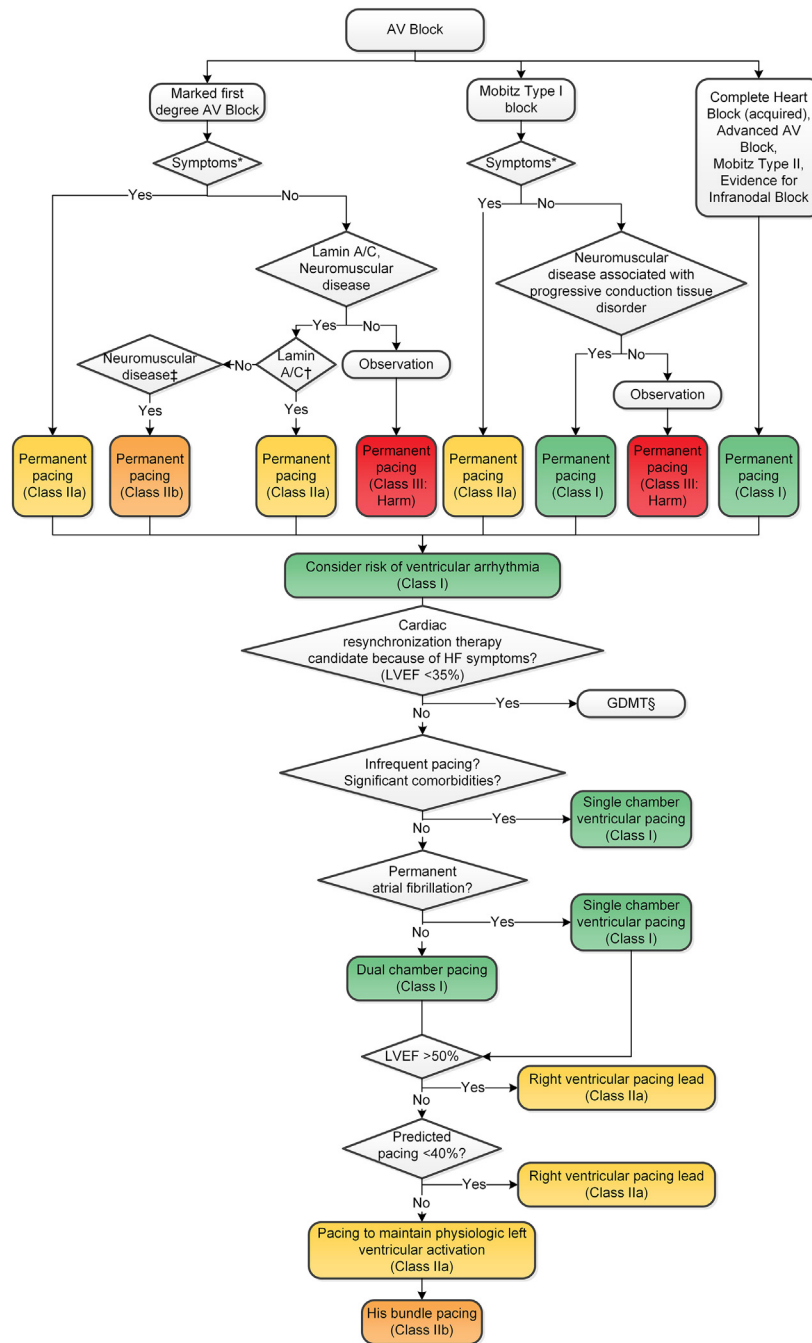 AV Block
Marked first
degree AV Block
Mobitz Type I
block
Complete Heart
Block (acquired),
Advanced AV
Block,
Mobitz Type II,
Evidence for
Infranodal Block
Symptoms*
Symptoms*
Yes
No
Yes
No
Lamin A/C,
Neuromuscular
disease
Neuromuscular
disease associated with
progressive conduction tissue
disorder
Yes
No
Yes
No
Neuromuscular
disease‡
No
Lamin
A/C†
Observation
Observation
Yes
Yes
Permanent
pacing
(Class IIa)
Permanent
pacing
(Class IIb)
Permanent
pacing
(Class IIa)
Permanent
pacing
(Class III:
Harm)
Permanent
pacing
(Class IIa)
Permanent
pacing
(Class I)
Permanent
pacing
(Class III:
Harm)
Permanent
pacing
(Class I)
Consider risk of ventricular arrhythmia
(Class I)
Cardiac
resynchronization therapy
candidate because of HF symptoms?
(LVEF <35%)
Yes
GDMT§
No
Infrequent pacing?
Significant comorbidities?
Yes
Single chamber
ventricular pacing
(Class I)
No
Permanent
atrial fibrillation?
Yes
Single chamber
ventricular pacing
(Class I)
No
Dual chamber pacing
(Class I)
LVEF >50%
Yes
Right ventricular pacing lead
(Class IIa)
No
Predicted
pacing <40%?
Yes
Right ventricular pacing lead
(Class IIa)
No
Pacing to maintain physiologic left
ventricular activation
(Class IIa)
His bundle pacing
(Class IIb)